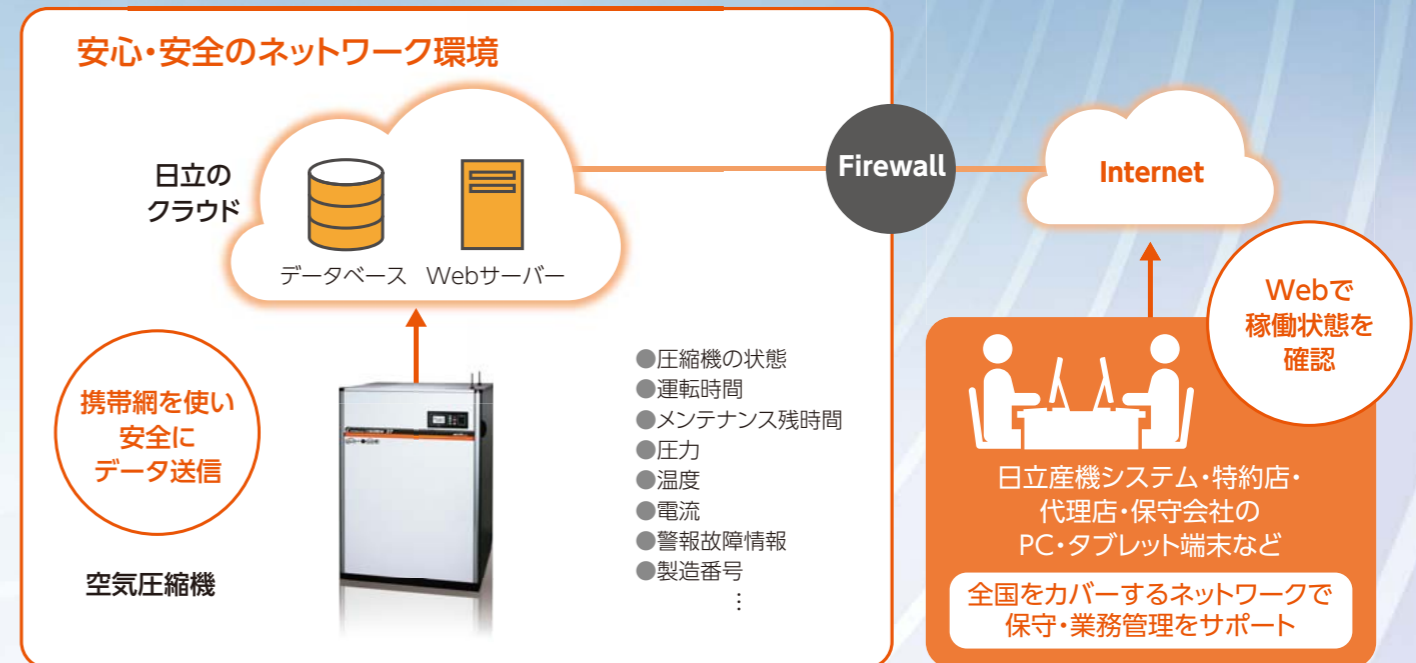 安心・安全のネットワーク環境
日立の
クラウド
データベース
Webサーバー
Firewall
Internet
Webで
稼働状態を
確認
携帯網を使い
安全に
データ送信
空気圧縮機
●圧縮機の状態
●運転時間
●メンテナンス残時間
●圧力
●温度
●電流
●警報故障情報
●製造番号
⋮
日立産機システム・特約店・
代理店・保守会社の
PC・タブレット端末など
全国をカバーするネットワークで
保守・業務管理をサポート